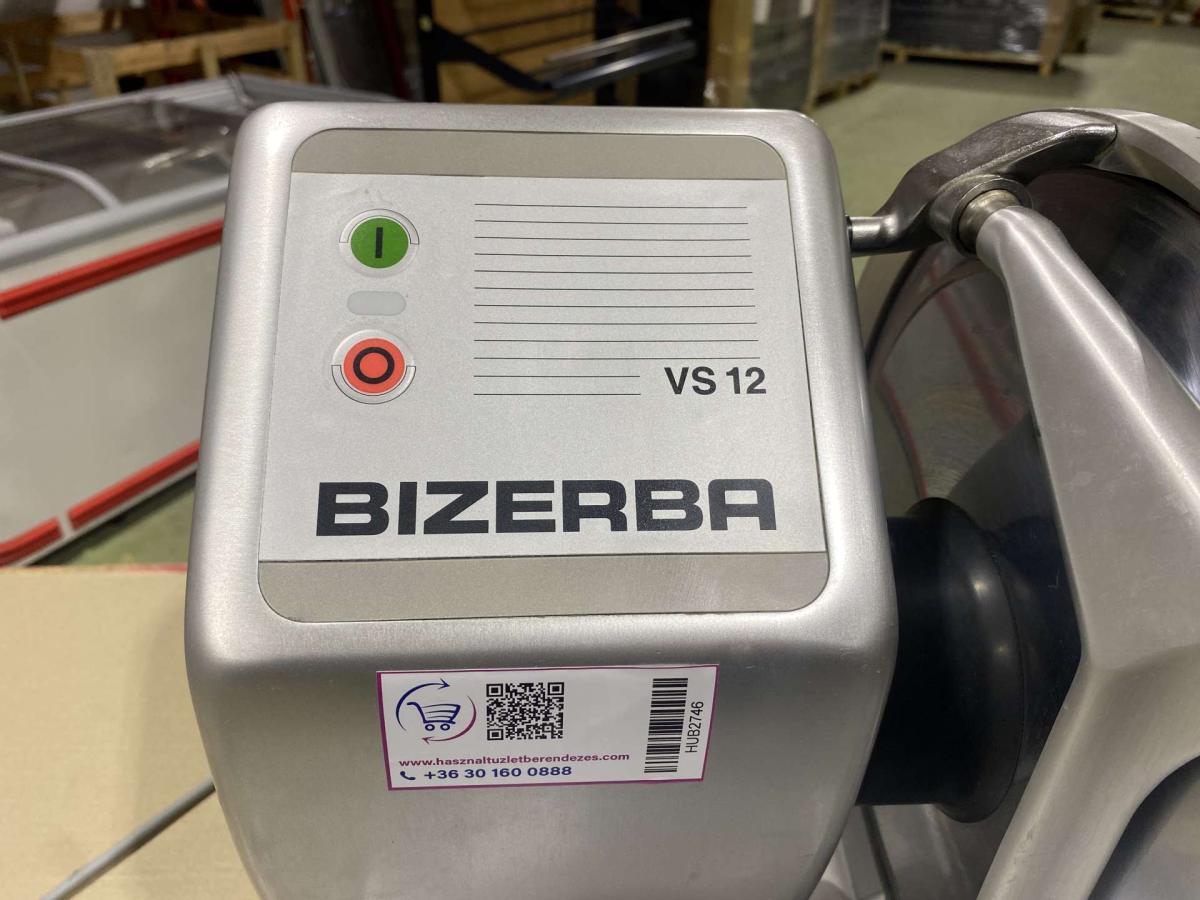 VS 12
BIZERBA
www.hasznaltuzletberendezes.com
+36 30 160 0888
HUB2746